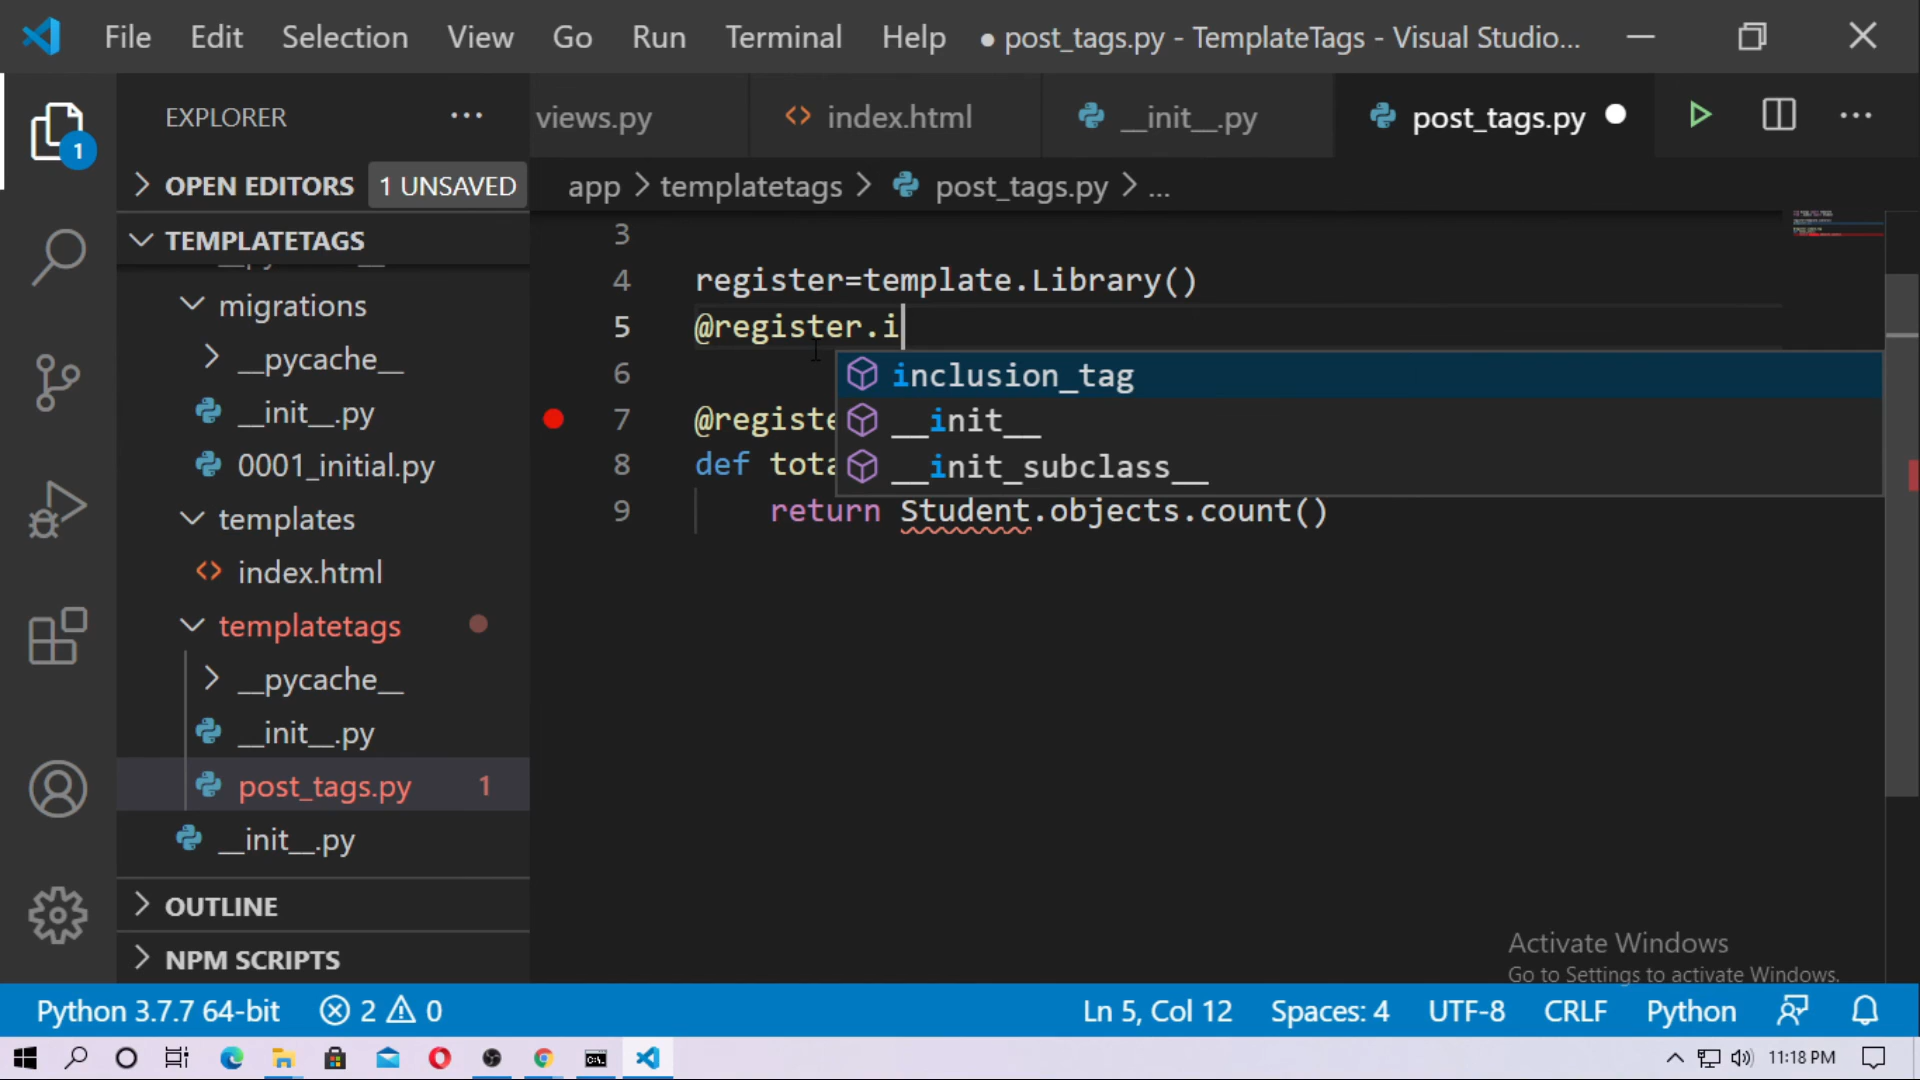 File Edit Selection View Go Run Terminal Help ● post_tags.py - TemplateTags - Visual Studio...
EXPLORER
views.py index.html __init__.py post_tags.py
OPEN EDITORS 1 UNSAVED
app > templatetags > post_tags.py > ...
TEMPLATETAGS
migrations
__pycache__
__init__.py
0001_initial.py
templates
index.html
templatetags
__pycache__
__init__.py
post_tags.py 1
__init__.py
OUTLINE
NPM SCRIPTS
3
4 register=template.Library()
5 @register.i
6
7 @registe
8 def tota
9 return Student.objects.count()
inclusion_tag
__init__
__init_subclass__
1
Activate Windows
Go to Settings to activate Windows.
Python 3.7.7 64-bit 2 0 Ln 5, Col 12 Spaces: 4 UTF-8 CRLF Python
11:18 PM